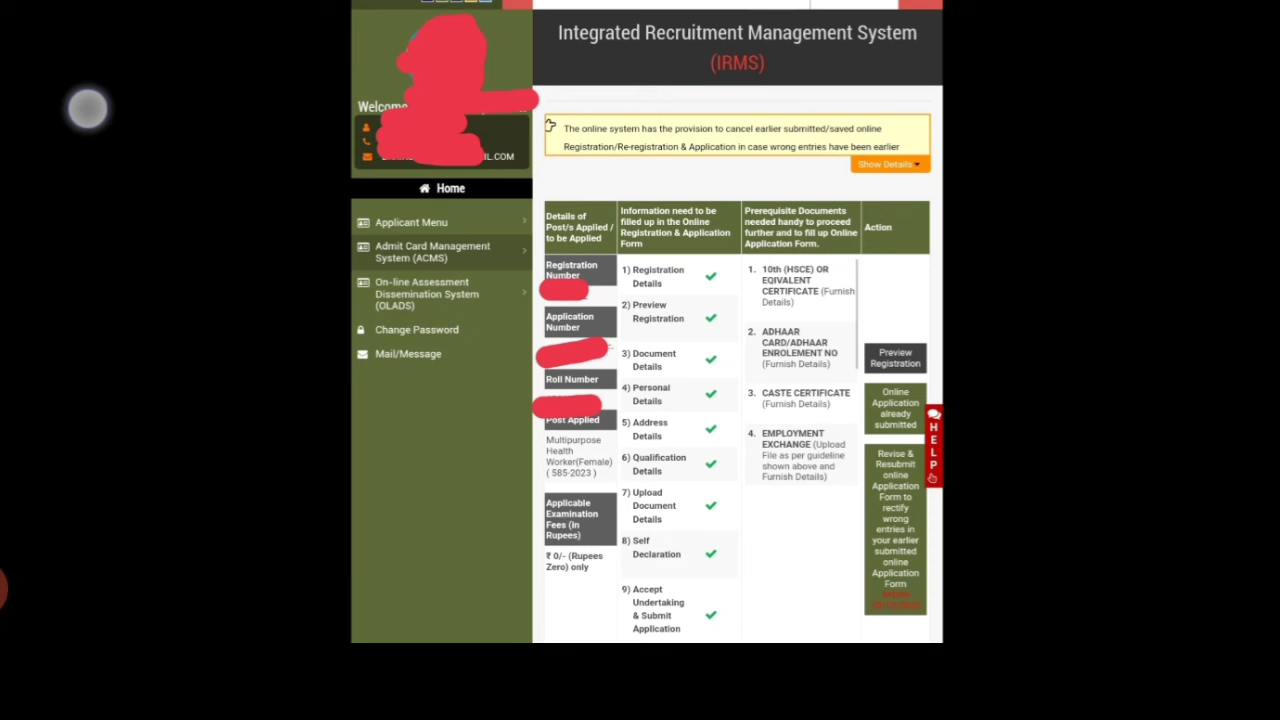 Integrated Recruitment Management System
(IRMS)
Welcome
IL.COM
The online system has the provision to cancel earlier submitted/saved online
Registration/Re-registration & Application in case wrong entries have been earlier
Show Details
Home
Applicant Menu
Admit Card Management
System (ACMS)
On-line Assessment
Dissemination System
(OLADS)
Change Password
Mail/Message
Details of
Post/s Applied /
to be Applied
Registration
Number
Application
Number
Roll Number
Post Applied
Multipurpose
Health
Worker(Female)
( 585-2023 )
Applicable
Examination
Fees (In
Rupees)
₹ 0/- (Rupees
Zero) only
Information need to be
filled up in the Online
Registration & Application
Form
1) Registration
Details
2) Preview
Registration
3) Document
Details
4) Personal
Details
5) Address
Details
6) Qualification
Details
7) Upload
Document
Details
8) Self
Declaration
9) Accept
Undertaking
& Submit
Application
Prerequisite Documents
needed handy to proceed
further and to fill up Online
Application Form.
1. 10th (HSCE) OR
EQIVALENT
CERTIFICATE (Furnish
Details)
2. ADHAAR
CARD/ADHAAR
ENROLEMENT NO
(Furnish Details)
3. CASTE CERTIFICATE
(Furnish Details)
4. EMPLOYMENT
EXCHANGE (Upload
File as per guideline
shown above and
Furnish Details)
Action
Preview
Registration
Online
Application
already
submitted
Revise &
Resubmit
online
Application
Form to
rectify
wrong
entries in
your earlier
submitted
online
Application
Form
H
E
L
P